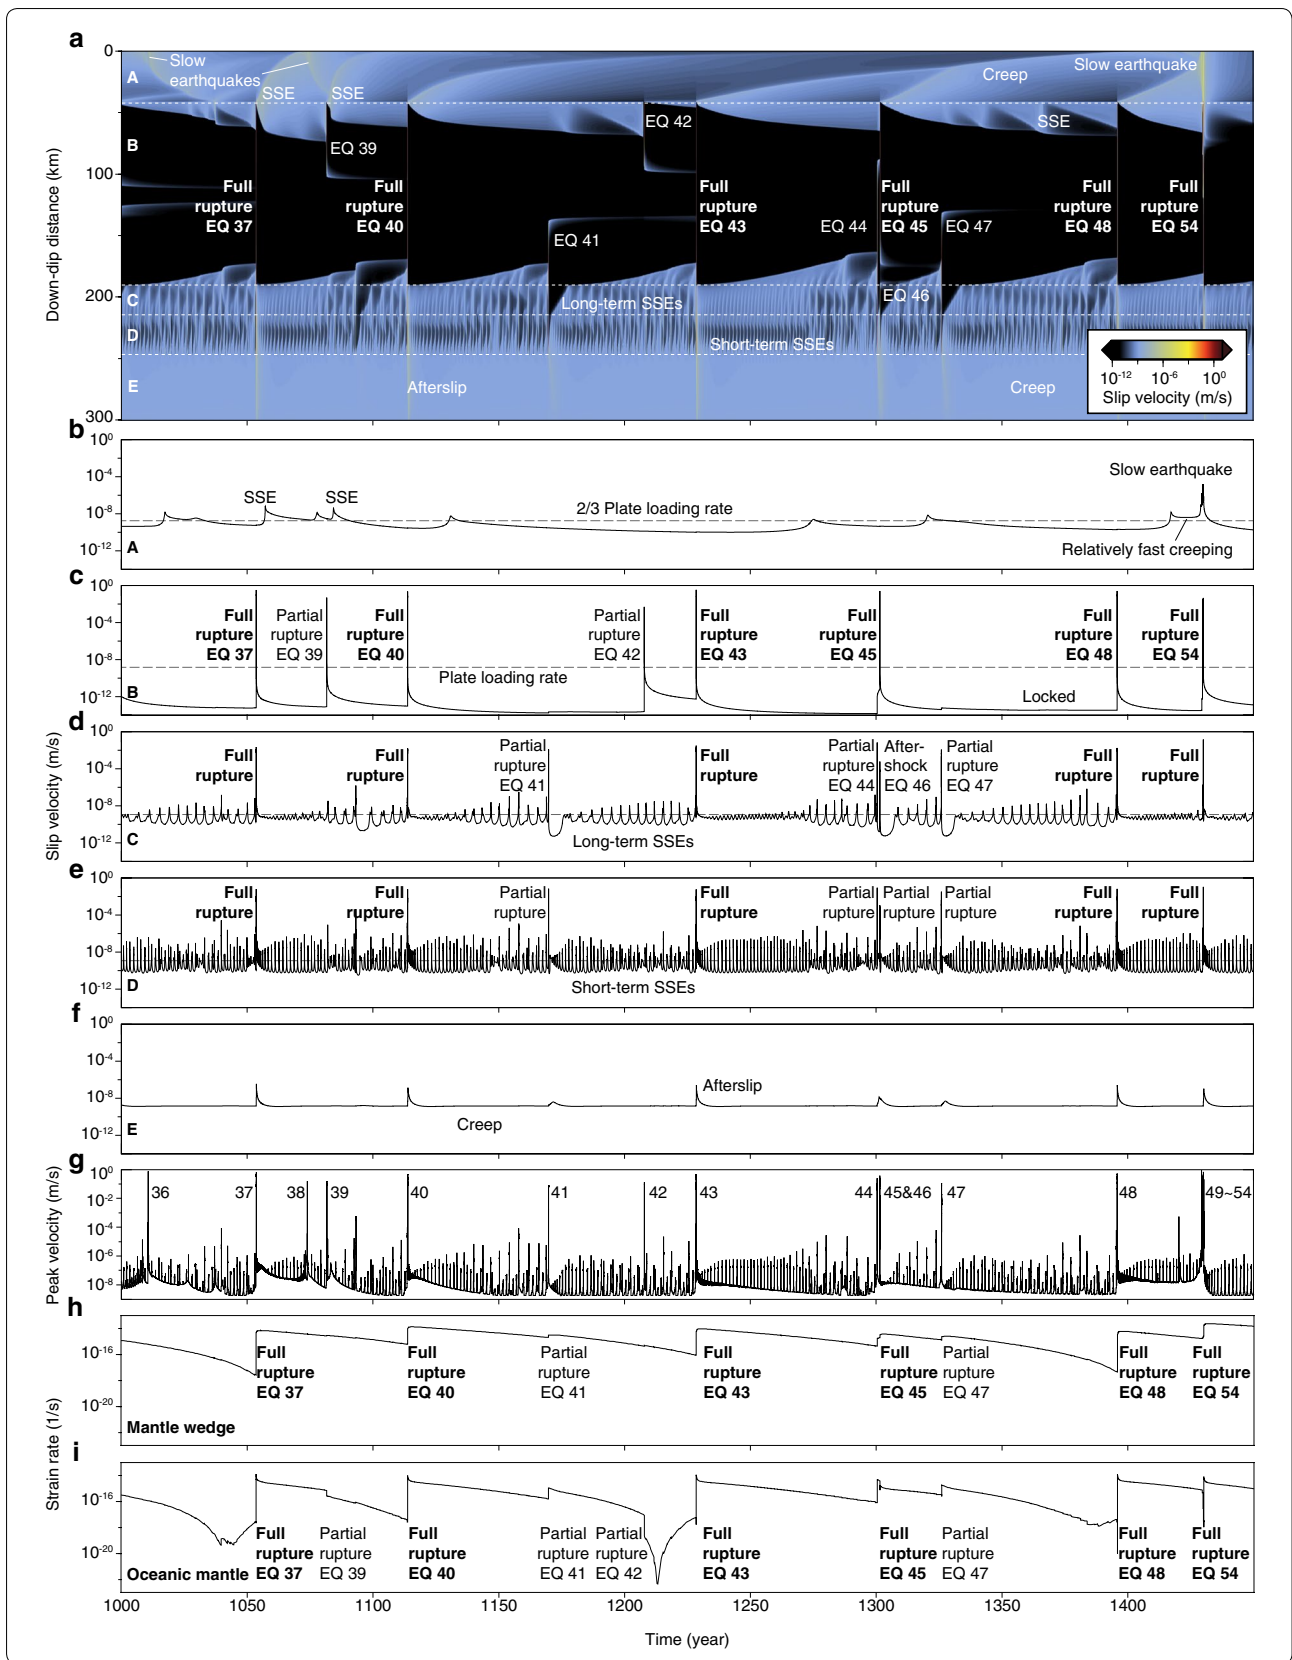 a
0
100
200
300
Down-dip distance (km)
A
B
C
D
E
Slow
earthquakes
SSE
SSE
Creep
Slow earthquake
EQ 39
EQ 42
SSE
Full
rupture
EQ 37
Full
rupture
EQ 40
EQ 41
Full
rupture
EQ 43
EQ 44
Full
rupture
EQ 45
EQ 47
Full
rupture
EQ 48
Full
rupture
EQ 54
EQ 46
Long-term SSEs
Short-term SSEs
Afterslip
Creep
10-12
10-6
100
Slip velocity (m/s)
b
100
10-4
10-8
10-12
A
SSE
SSE
2/3 Plate loading rate
Slow earthquake
Relatively fast creeping
c
100
10-4
10-8
10-12
B
Full
rupture
EQ 37
Partial
rupture
EQ 39
Full
rupture
EQ 40
Partial
rupture
EQ 42
Full
rupture
EQ 43
Full
rupture
EQ 45
Full
rupture
EQ 48
Full
rupture
EQ 54
Plate loading rate
Locked
Slip velocity (m/s)
d
100
10-4
10-8
10-12
C
Full
rupture
Full
rupture
Partial
rupture
EQ 41
Full
rupture
Partial
rupture
EQ 44
After-
shock
EQ 46
Partial
rupture
EQ 47
Full
rupture
Full
rupture
Long-term SSEs
e
100
10-4
10-8
10-12
D
Full
rupture
Full
rupture
Partial
rupture
Full
rupture
Partial
rupture
Partial
rupture
Partial
rupture
Full
rupture
Full
rupture
Short-term SSEs
f
100
10-4
10-8
10-12
E
Afterslip
Creep
g
100
10-2
10-4
10-6
10-8
Peak velocity (m/s)
36
37
38
39
40
41
42
43
44
45&46
47
48
49~54
h
10-16
10-20
Full
rupture
EQ 37
Full
rupture
EQ 40
Partial
rupture
EQ 41
Full
rupture
EQ 43
Full
rupture
EQ 45
Partial
rupture
EQ 47
Full
rupture
EQ 48
Full
rupture
EQ 54
Mantle wedge
Strain rate (1/s)
i
10-16
10-20
Full
rupture
EQ 37
Partial
rupture
EQ 39
Full
rupture
EQ 40
Partial
rupture
EQ 41
Partial
rupture
EQ 42
Full
rupture
EQ 43
Full
rupture
EQ 45
Partial
rupture
EQ 47
Full
rupture
EQ 48
Full
rupture
EQ 54
Oceanic mantle
1000
1050
1100
1150
1200
1250
1300
1350
1400
Time (year)